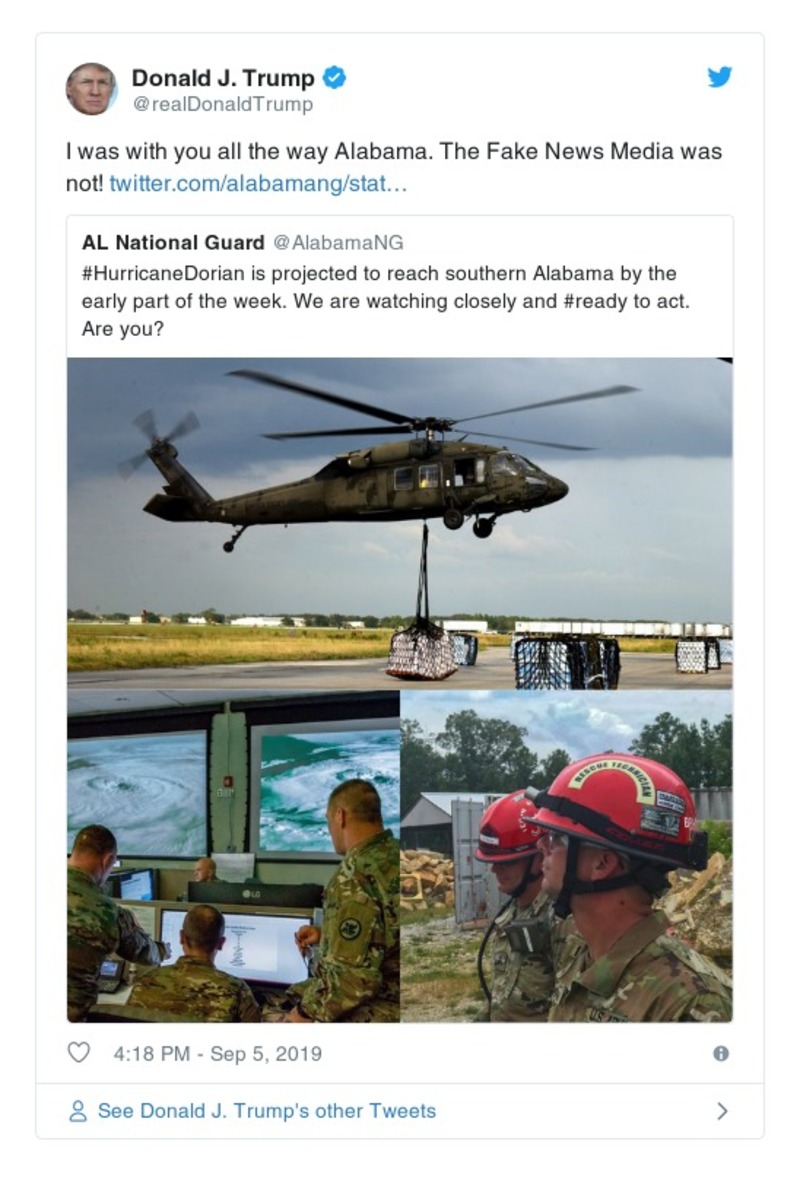 Donald J. Trump
@realDonaldTrump
I was with you all the way Alabama. The Fake News Media was
not! twitter.com/alabamang/stat…
AL National Guard @AlabamaNG
#HurricaneDorian is projected to reach southern Alabama by the
early part of the week. We are watching closely and #ready to act.
Are you?
LG
RESCUE TECHNICIAN
4:18 PM - Sep 5, 2019
See Donald J. Trump's other Tweets